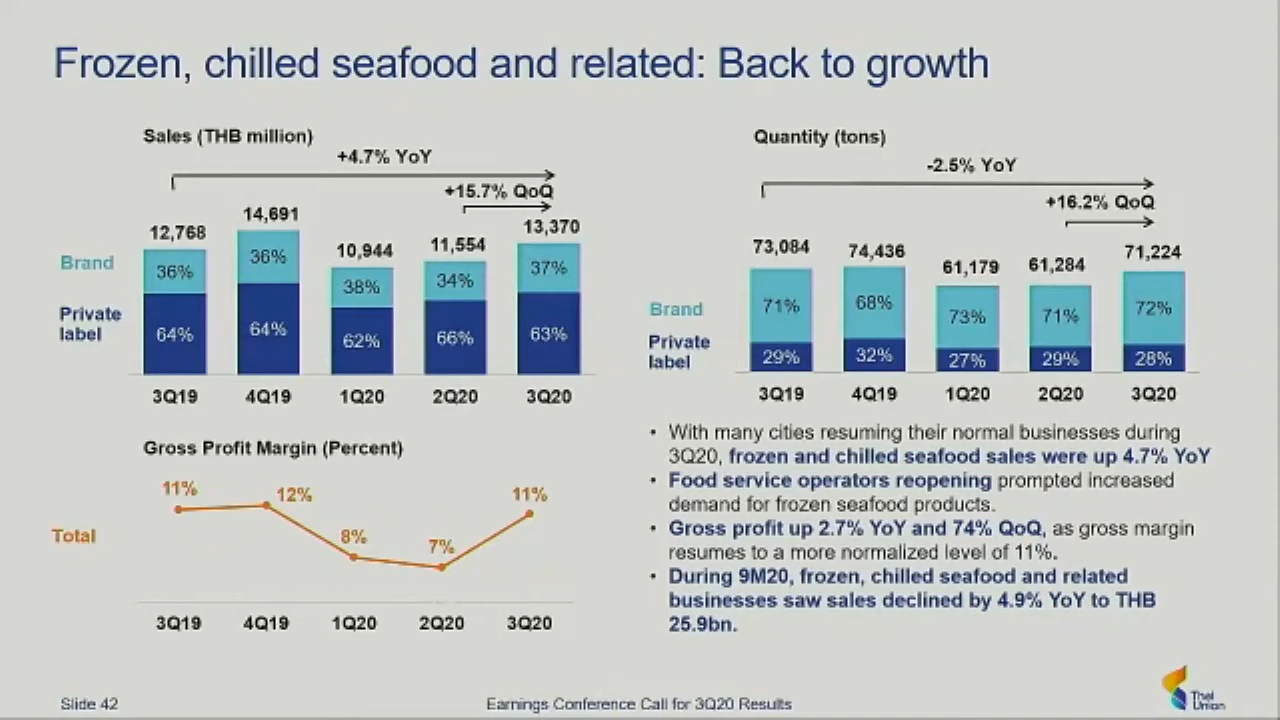 Frozen, chilled seafood and related: Back to growth
Sales (THB million)
+4.7% YoY
+15.7% QoQ
12,768
14,691
10,944
11,554
13,370
Brand
36%
36%
38%
34%
37%
Private
label
64%
64%
62%
66%
63%
3Q19
4Q19
1Q20
2Q20
3Q20
Quantity (tons)
-2.5% YoY
+16.2% QoQ
73,084
74,436
61,179
61,284
71,224
Brand
71%
68%
73%
71%
72%
Private
label
29%
32%
27%
29%
28%
3Q19
4Q19
1Q20
2Q20
3Q20
Gross Profit Margin (Percent)
11%
12%
8%
7%
11%
Total
3Q19
4Q19
1Q20
2Q20
3Q20
• With many cities resuming their normal businesses during
3Q20, frozen and chilled seafood sales were up 4.7% YoY
• Food service operators reopening prompted increased
demand for frozen seafood products.
• Gross profit up 2.7% YoY and 74% QoQ, as gross margin
resumes to a more normalized level of 11%.
• During 9M20, frozen, chilled seafood and related
businesses saw sales declined by 4.9% YoY to THB
25.9bn.
Slide 42
Earnings Conference Call for 3Q20 Results
Thai
Union